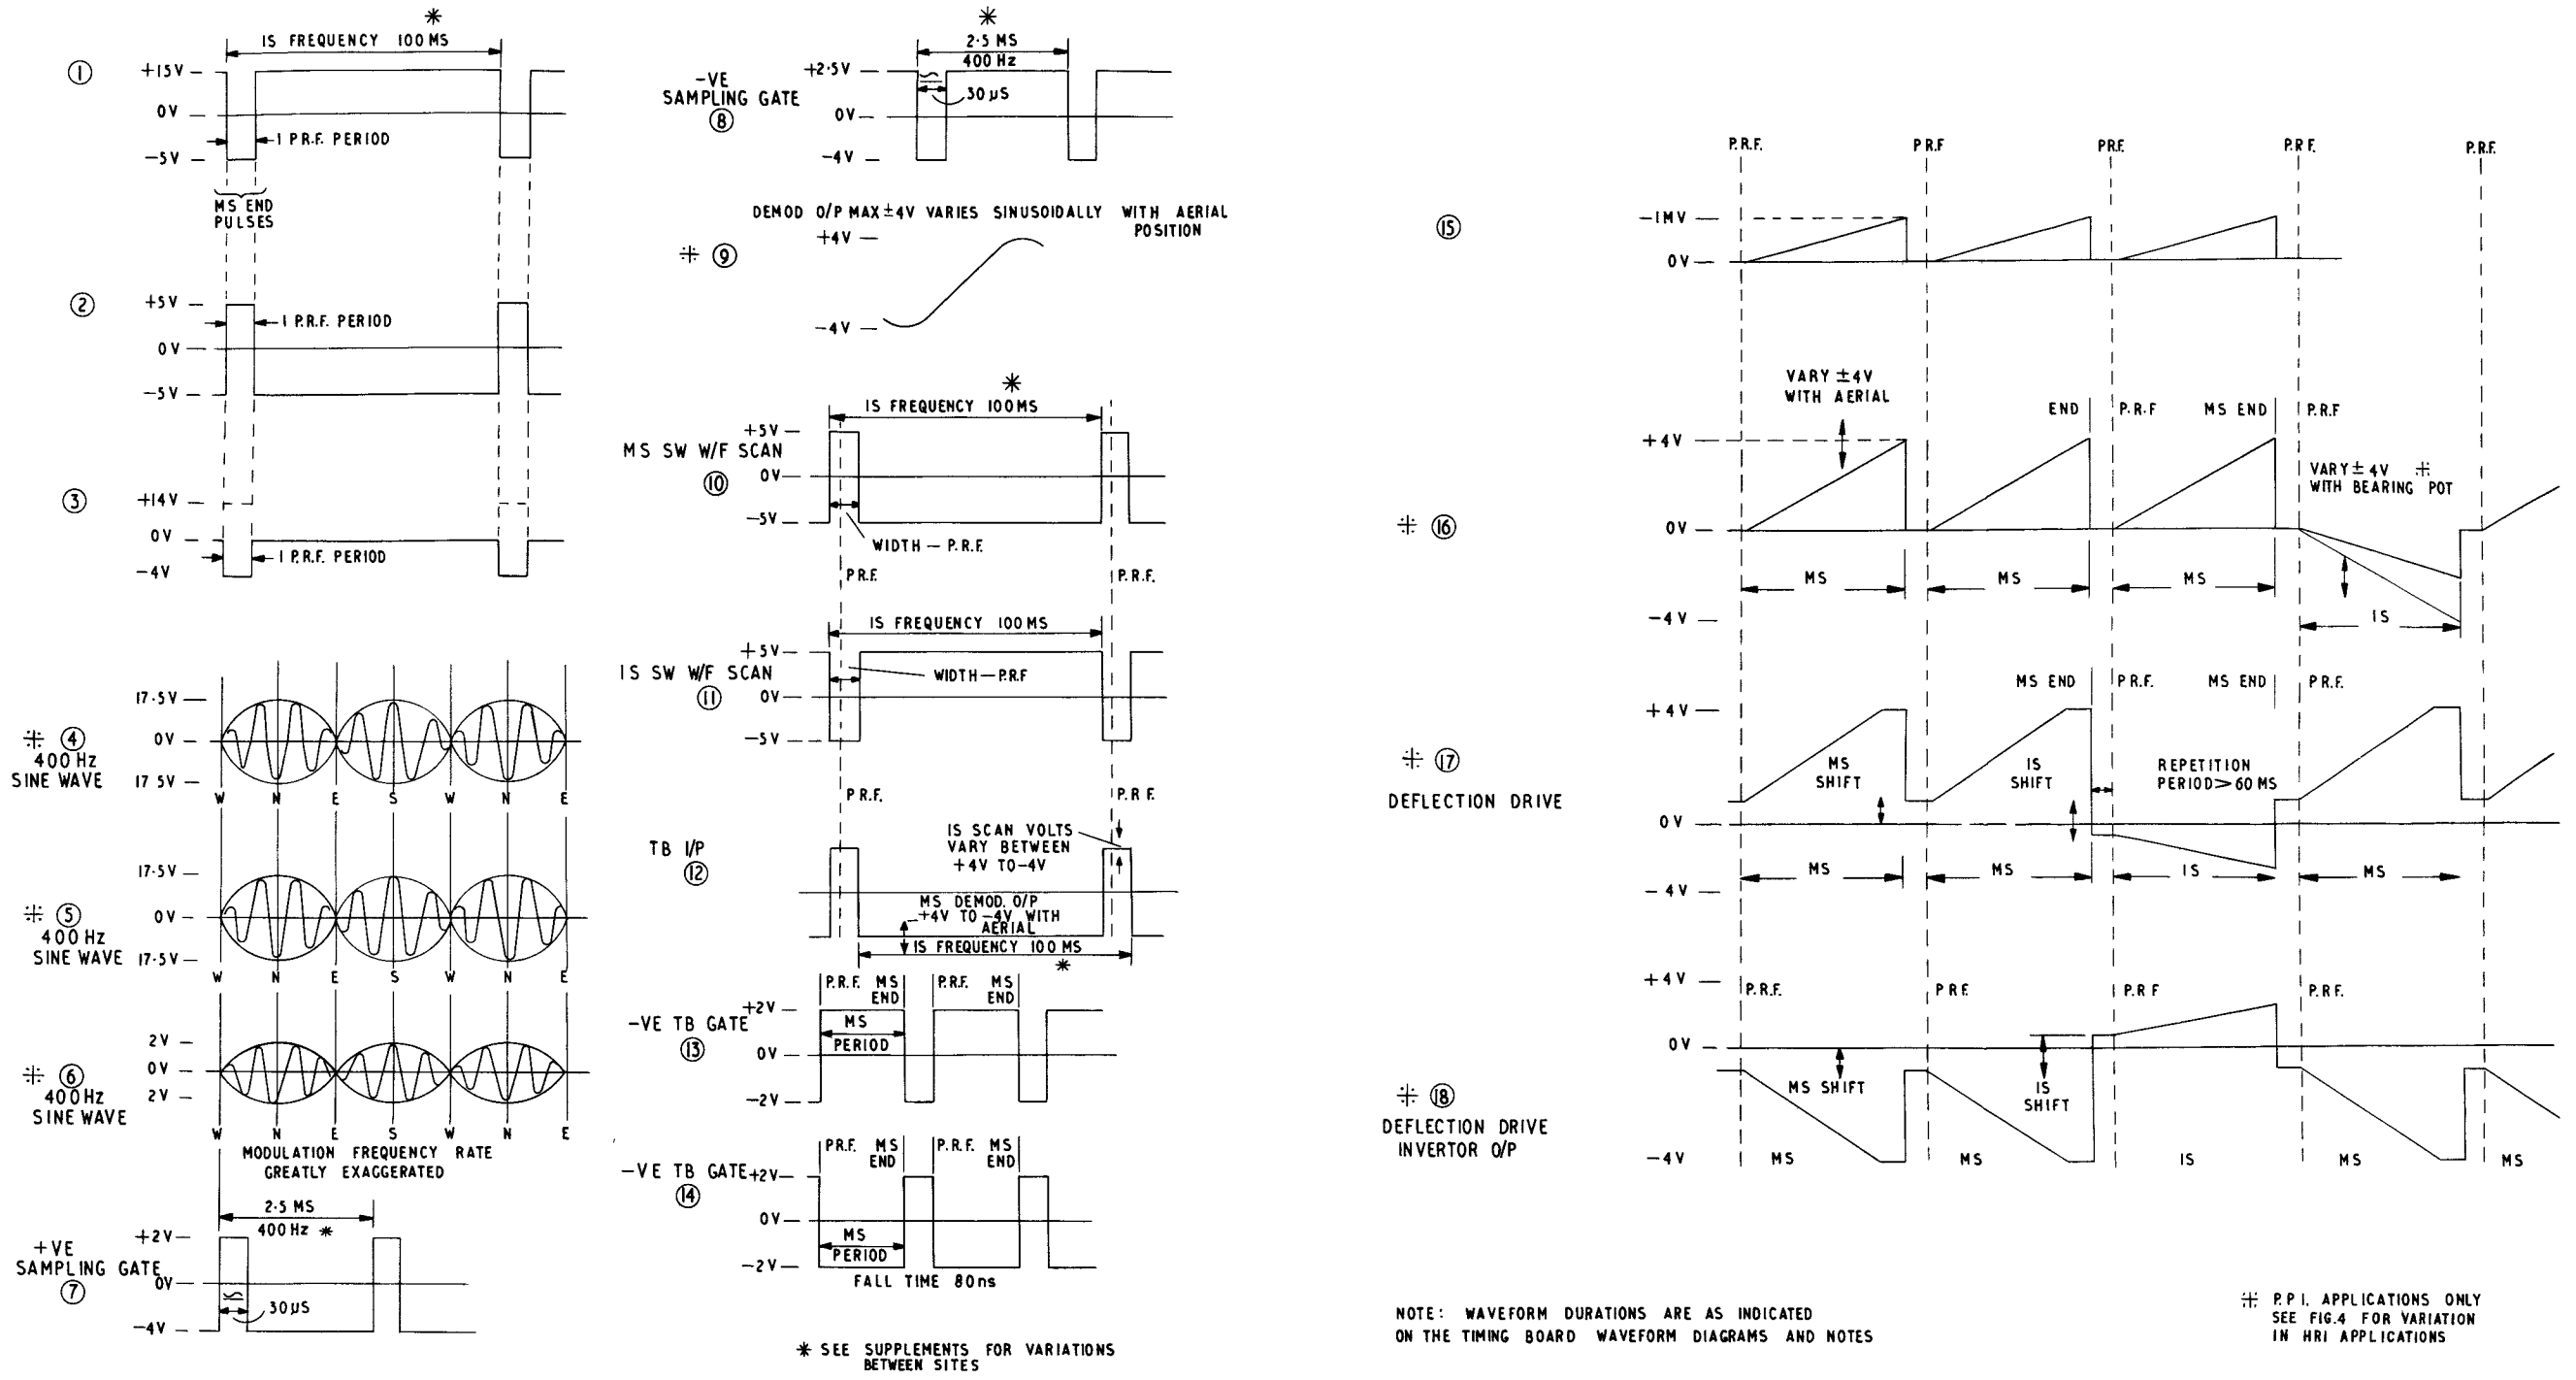 *
IS FREQUENCY 100 MS
① +15V
0V
1 P.R.F. PERIOD
-5V
MS END
PULSES
② +5V
1 P.R.F. PERIOD
0V
-5V
③ +14V
0V
1 P.R.F. PERIOD
-4V
17·5V
⁜ ④ 0V
400 Hz
SINE WAVE 17 5V
W N E S W N E
17·5V
⁜ ⑤ 0V
400 Hz
SINE WAVE 17·5V
W N E S W N E
2V
⁜ ⑥ 0V
400 Hz 2V
SINE WAVE
W N E S W N E
MODULATION FREQUENCY RATE
GREATLY EXAGGERATED
2·5 MS
400 Hz *
+2V
+VE
SAMPLING GATE
0V
⑦
30 µS
-4V
*
2·5 MS
400 Hz
+2·5V
-VE
SAMPLING GATE
30 µS
⑧ 0V
-4V
DEMOD O/P MAX ±4V VARIES SINUSOIDALLY WITH AERIAL
POSITION
+4V
⁜ ⑨
-4V
*
IS FREQUENCY 100MS
+5V
MS SW W/F SCAN
⑩ 0V
-5V
WIDTH — P.R.F.
P.R.F. P.R.F.
IS FREQUENCY 100 MS
+5V
IS SW W/F SCAN WIDTH—P.R.F
⑪ 0V
-5V
P.R.F. P R F.
IS SCAN VOLTS
VARY BETWEEN
+4V TO-4V
TB I/P
⑫
MS DEMOD. O/P
+4V TO -4V WITH
AERIAL
IS FREQUENCY 100 MS
*
P.R.F. MS END P.R.F. MS END
+2V
-VE TB GATE MS
⑬ 0V PERIOD
-2V
P.R.F. MS END P.R.F. MS END
-VE TB GATE +2V
⑭
0V
MS
PERIOD
-2V
FALL TIME 80ns
* SEE SUPPLEMENTS FOR VARIATIONS
BETWEEN SITES
P.R.F. P R.F PR.F. P R F. P.R.F.
-1MV
⑮
0V
VARY ±4V
WITH AERIAL
END P.R.F MS END P.R.F
+4V
VARY ± 4V ⁜
WITH BEARING POT
⁜ ⑯ 0V
MS MS MS
-4V IS
MS END P.R.F. MS END P.R.F.
+4V
⁜ ⑰
MS
SHIFT
IS
SHIFT
REPETITION
PERIOD>60 MS
DEFLECTION DRIVE
0V
MS MS IS MS
-4V
+4V
P.R.F. P R F. P R F P.R.F.
0V
MS SHIFT
IS
SHIFT
⁜ ⑱
DEFLECTION DRIVE
INVERTOR O/P
-4V MS MS IS MS MS
NOTE: WAVEFORM DURATIONS ARE AS INDICATED
ON THE TIMING BOARD WAVEFORM DIAGRAMS AND NOTES
⁜ P.P I. APPLICATIONS ONLY
SEE FIG.4 FOR VARIATION
IN HRI APPLICATIONS